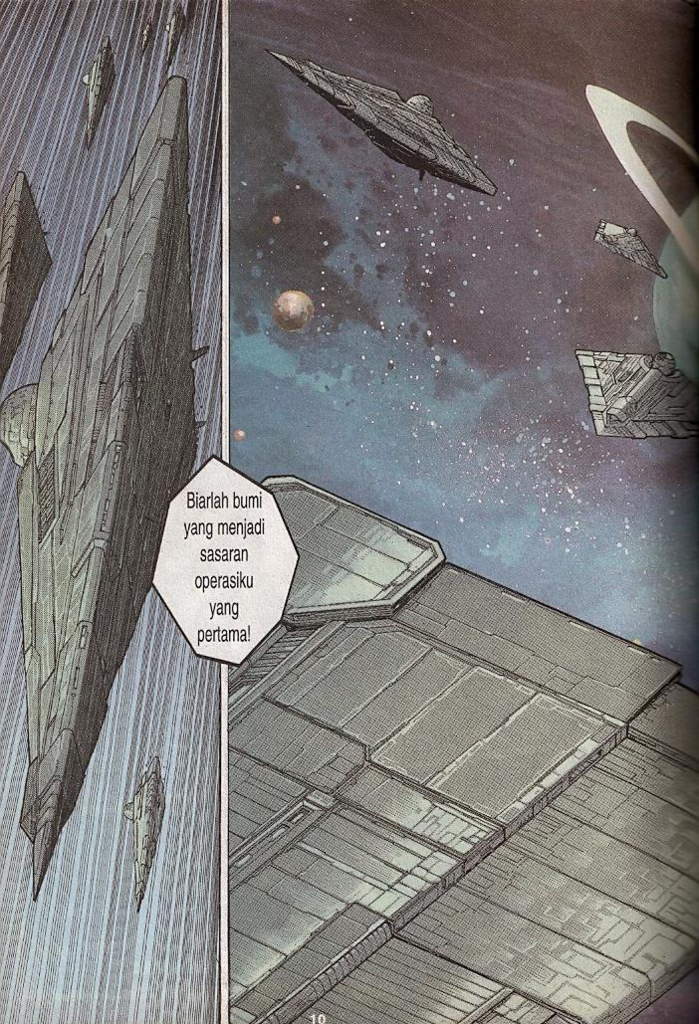 Biarlah bumi
yang menjadi
sasaran
operasiku
yang
pertama!
10